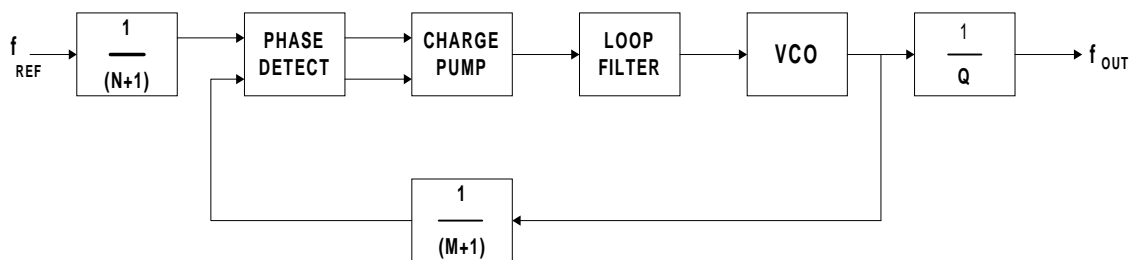 f REF
1
(N+1)
PHASE
DETECT
CHARGE
PUMP
LOOP
FILTER
VCO
1
Q
f OUT
1
(M+1)